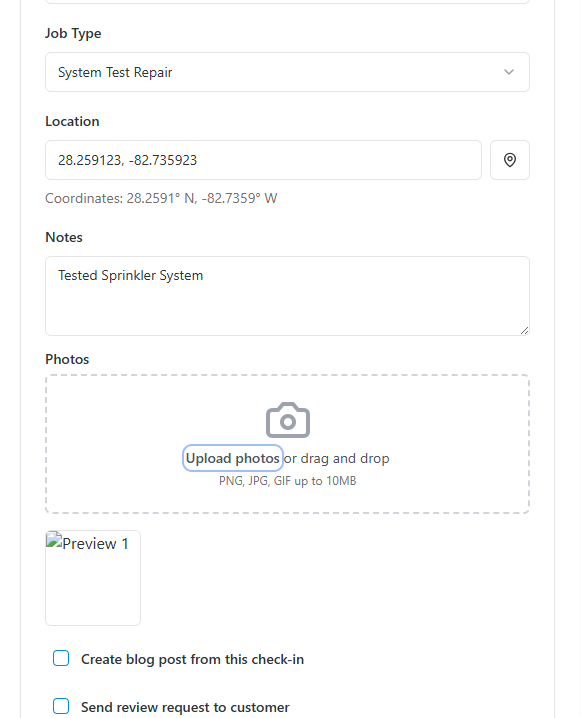 Job Type
System Test Repair
Location
28.259123, -82.735923
Coordinates: 28.2591° N, -82.7359° W
Notes
Tested Sprinkler System
Photos
Upload photos or drag and drop
PNG, JPG, GIF up to 10MB
Preview 1
Create blog post from this check-in
Send review request to customer